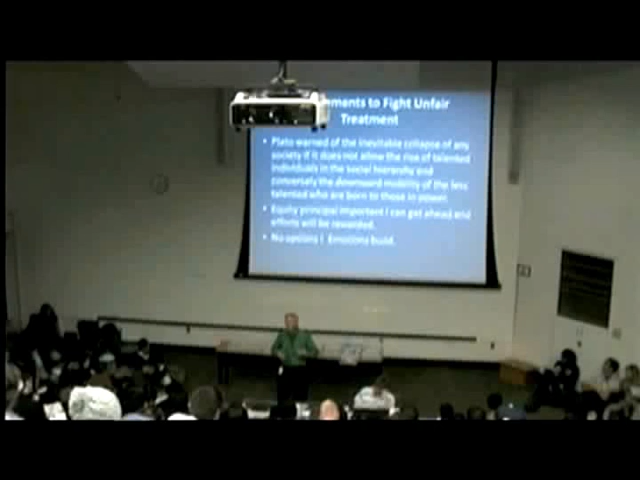 ments to Fight Unfair
Treatment
• Plato warned of the inevitable collapse of any
society if it does not allow the rise of talented
individuals in the social hierarchy and
conversely the downward mobility of the less
talented who are born to those in power.
• Equity principal important I can get ahead and
efforts will be rewarded.
• No options ! Emotions build.